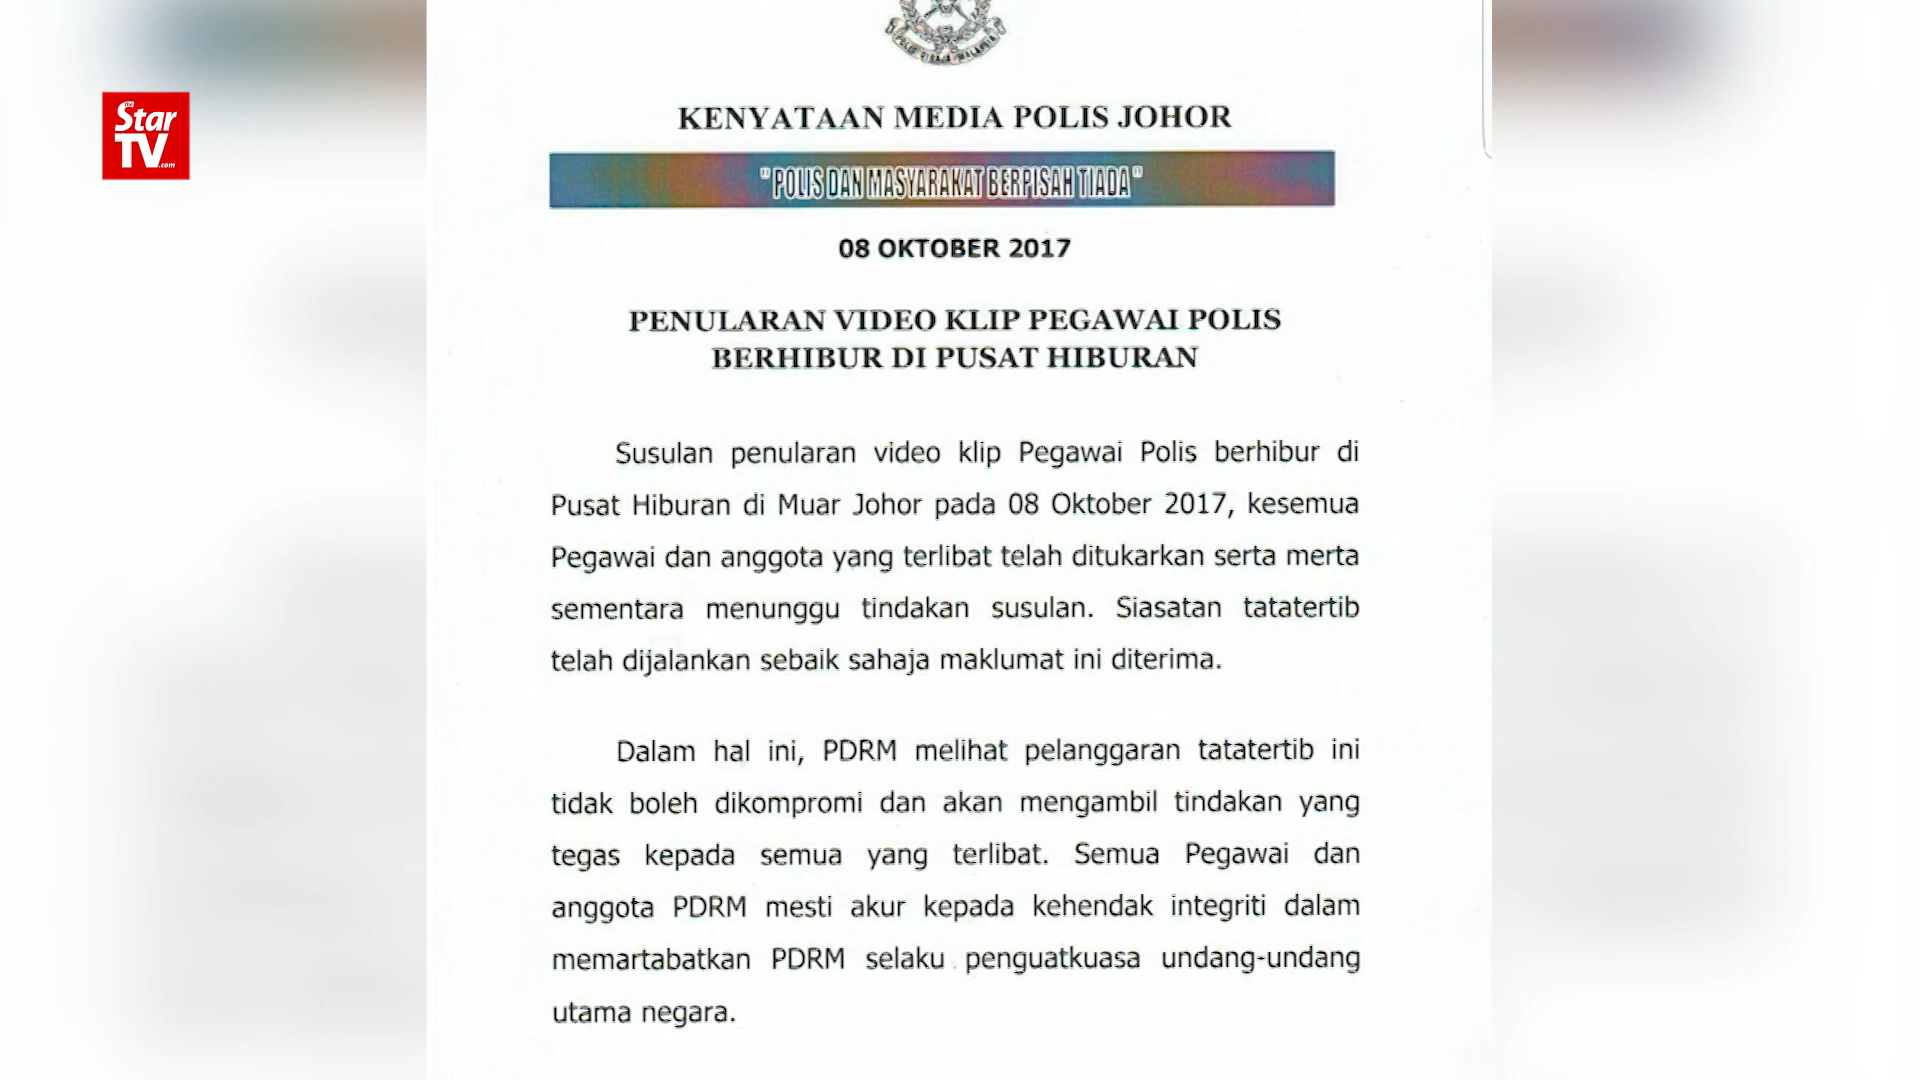 the
Star
TV.com
POLIS DIRAJA MALAYSIA
KENYATAAN MEDIA POLIS JOHOR
"POLIS DAN MASYARAKAT BERPISAH TIADA"
08 OKTOBER 2017
PENULARAN VIDEO KLIP PEGAWAI POLIS
BERHIBUR DI PUSAT HIBURAN
Susulan penularan video klip Pegawai Polis berhibur di
Pusat Hiburan di Muar Johor pada 08 Oktober 2017, kesemua
Pegawai dan anggota yang terlibat telah ditukarkan serta merta
sementara menunggu tindakan susulan. Siasatan tatatertib
telah dijalankan sebaik sahaja maklumat ini diterima.
Dalam hal ini, PDRM melihat pelanggaran tatatertib ini
tidak boleh dikompromi dan akan mengambil tindakan yang
tegas kepada semua yang terlibat. Semua Pegawai dan
anggota PDRM mesti akur kepada kehendak integriti dalam
memartabatkan PDRM selaku penguatkuasa undang-undang
utama negara.